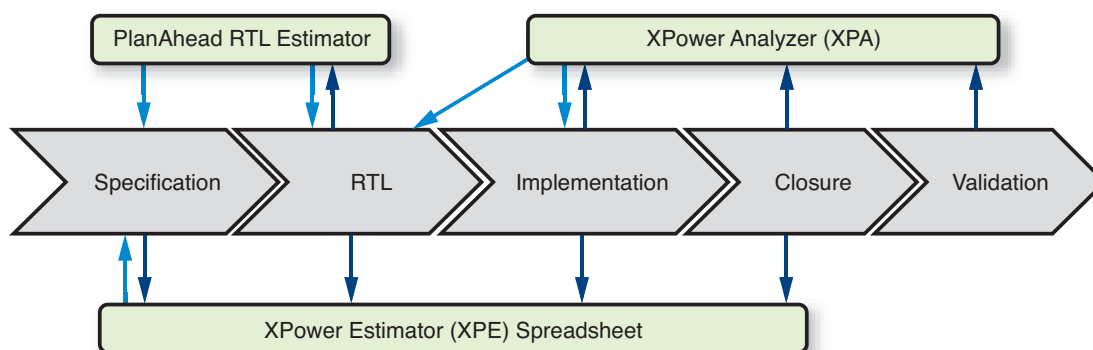 PlanAhead RTL Estimator
XPower Analyzer (XPA)
Specification
RTL
Implementation
Closure
Validation
XPower Estimator (XPE) Spreadsheet